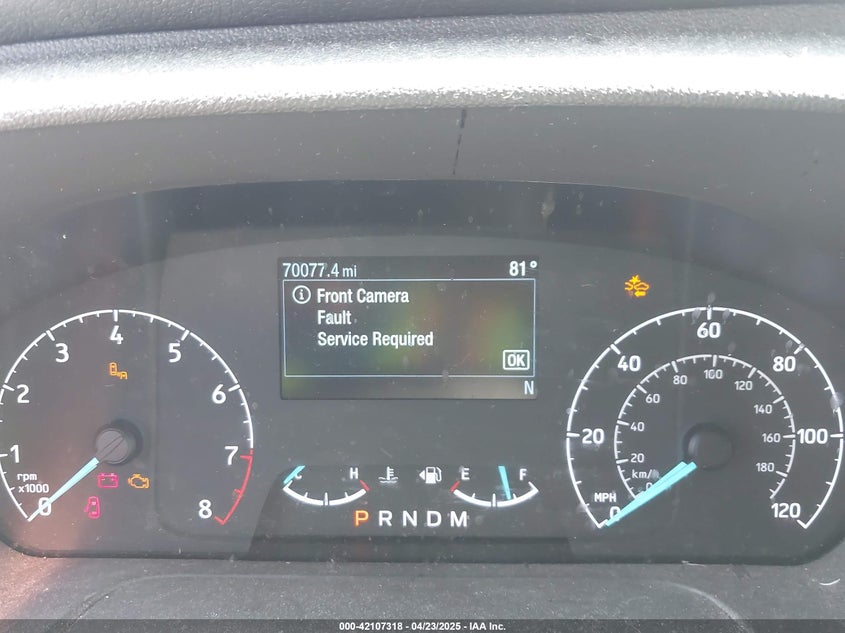 70077.4 mi 81°
Front Camera
Fault
Service Required
OK
N
0 1 2 3 4 5 6 7 8
rpm
x1000
C H
E F
P R N D M
0 20 40 60 80 100 120
MPH
20 40 60 80 100 120 140 160 180
km/
000-42107318 - 04/23/2025 - IAA Inc.